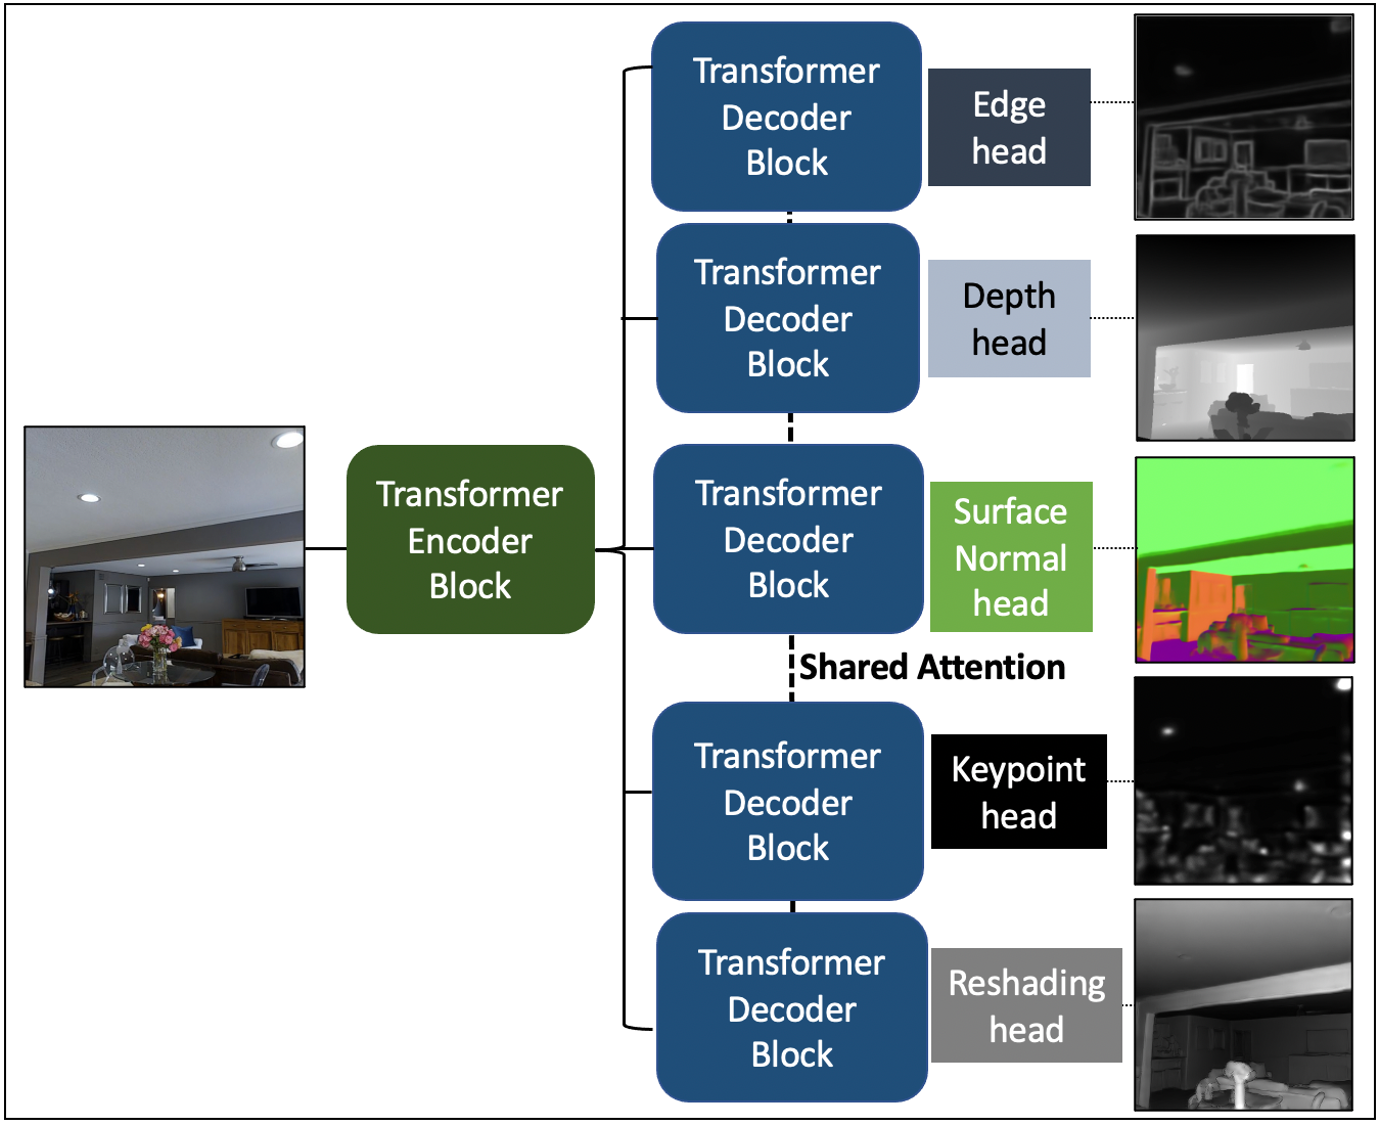 Transformer
Decoder
Block
Edge
head
Transformer
Decoder
Block
Depth
head
Transformer
Encoder
Block
Transformer
Decoder
Block
Surface
Normal
head
Shared Attention
Transformer
Decoder
Block
Keypoint
head
Transformer
Decoder
Block
Reshading
head